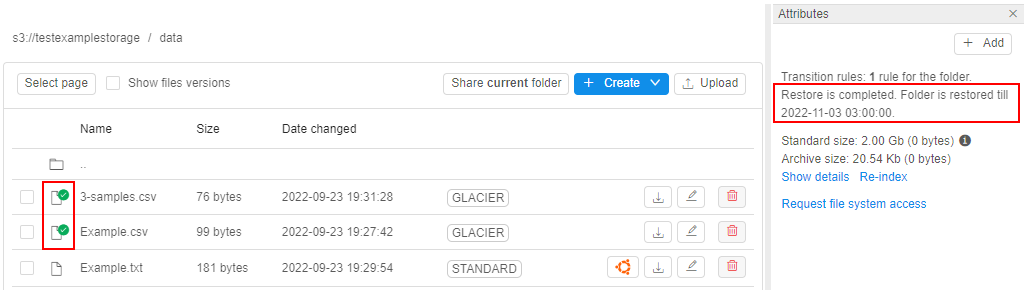 Attributes
s3://testexamplestorage / data
+ Add
Select page Show files versions Share current folder + Create Upload
Transition rules: 1 rule for the folder.
Restore is completed. Folder is restored till
2022-11-03 03:00:00.
Name Size Date changed
Standard size: 2.00 Gb (0 bytes)
Archive size: 20.54 Kb (0 bytes)
Show details Re-index
Request file system access
..
3-samples.csv 76 bytes 2022-09-23 19:31:28 GLACIER
Example.csv 99 bytes 2022-09-23 19:27:42 GLACIER
Example.txt 181 bytes 2022-09-23 19:29:54 STANDARD